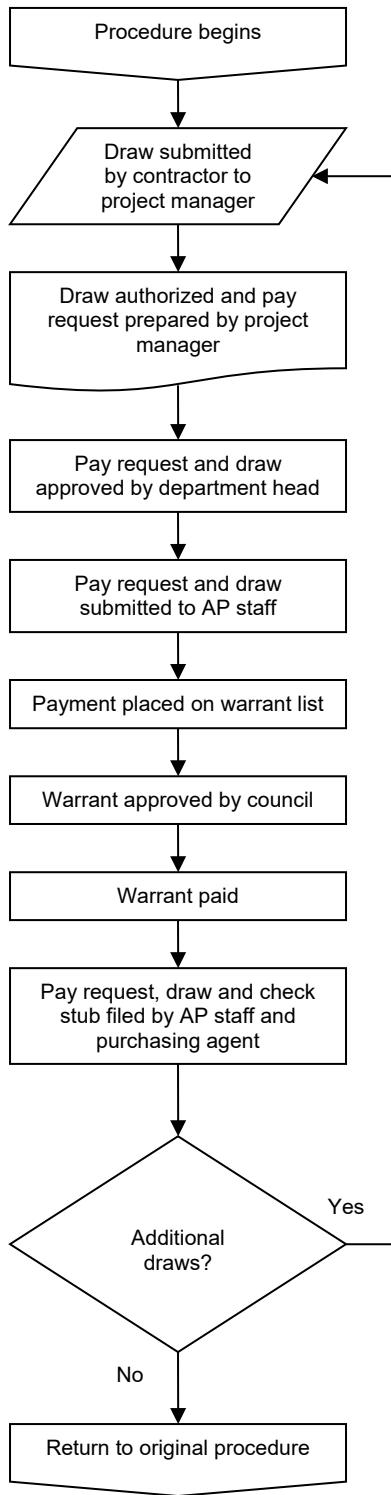 Procedure begins
Draw submitted
by contractor to
project manager
Draw authorized and pay
request prepared by project
manager
Pay request and draw
approved by department head
Pay request and draw
submitted to AP staff
Payment placed on warrant list
Warrant approved by council
Warrant paid
Pay request, draw and check
stub filed by AP staff and
purchasing agent
Additional
draws?
Yes
No
Return to original procedure